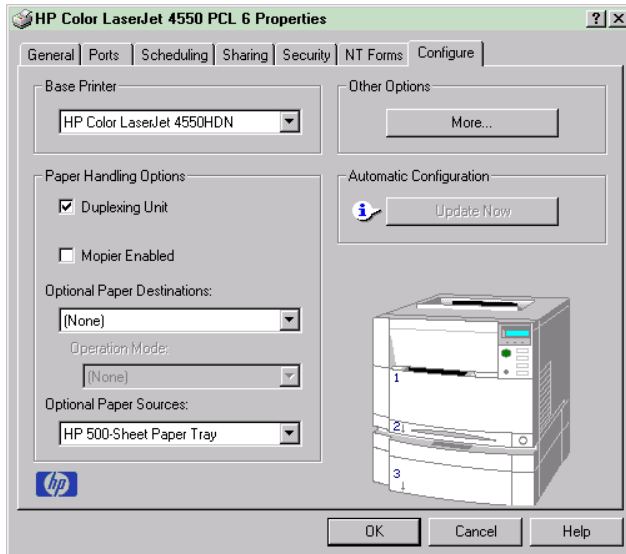 HP Color LaserJet 4550 PCL 6 Properties
General Ports Scheduling Sharing Security NT Forms Configure
Base Printer
HP Color LaserJet 4550HDN
Other Options
More...
Paper Handling Options
Duplexing Unit
Mopier Enabled
Optional Paper Destinations:
(None)
Operation Mode:
(None)
Optional Paper Sources:
HP 500-Sheet Paper Tray
Automatic Configuration
Update Now
1
2
3
hp
OK Cancel Help